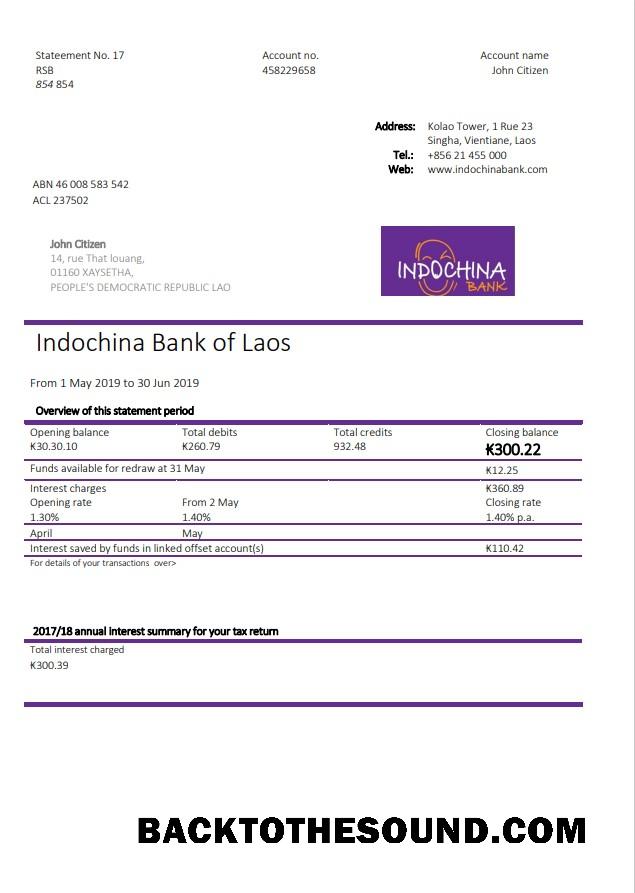 Stateement No. 17
RSB
854 854
Account no.
458229658
Account name
John Citizen
Address: Kolao Tower, 1 Rue 23
Singha, Vientiane, Laos
Tel.: +856 21 455 000
Web: www.indochinabank.com
ABN 46 008 583 542
ACL 237502
John Citizen
14, rue That louang,
01160 XAYSETHA,
PEOPLE'S DEMOCRATIC REPUBLIC LAO
INDOCHINA
BANK
Indochina Bank of Laos
From 1 May 2019 to 30 Jun 2019
Overview of this statement period
Opening balance Total debits Total credits Closing balance
₭30.30.10 ₭260.79 932.48 ₭300.22
Funds available for redraw at 31 May ₭12.25
Interest charges ₭360.89
Opening rate From 2 May Closing rate
1.30% 1.40% 1.40% p.a.
April May
Interest saved by funds in linked offset account(s) ₭110.42
For details of your transactions over>
2017/18 annual interest summary for your tax return
Total interest charged
₭300.39
BACKTOTHESOUND.COM